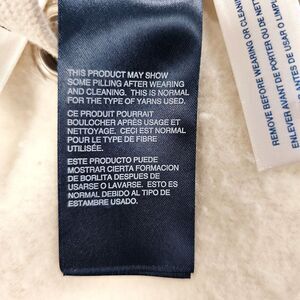 THIS PRODUCT MAY SHOW
SOME PILLING AFTER WEARING
AND CLEANING. THIS IS NORMAL
FOR THE TYPE OF YARNS USED.
CE PRODUIT POURRAIT
BOULOCHER APRÈS USAGE ET
NETTOYAGE. CECI EST NORMAL
POUR LE TYPE DE FIBRE
UTILISÉE.
ESTE PRODUCTO PUEDE
MOSTRAR CIERTA FORMACION
DE BORLITA DESPUES DE
USARSE O LAVARSE. ESTO ES
NORMAL DEBIDO AL TIPO DE
ESTAMBRE USADO.
REMOVE BEFORE WEARING OR CLEANING
ENLEVER AVANT DE PORTER OU DE NET